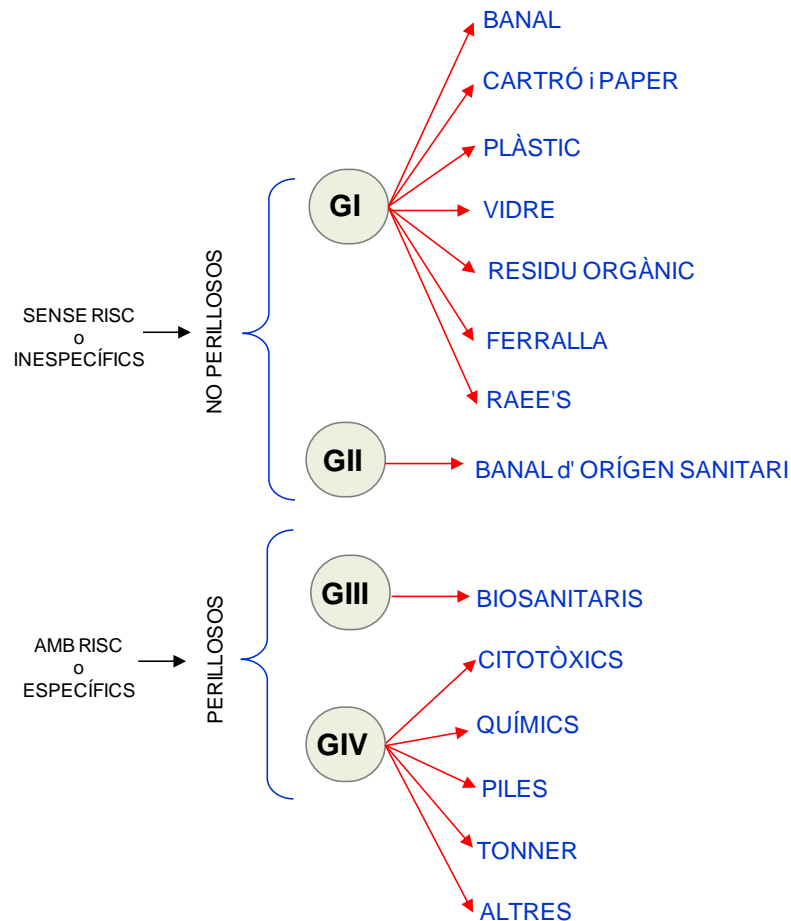 SENSE RISC
o
INESPECÍFICS
NO PERILLOSOS
GI
BANAL
CARTRÓ i PAPER
PLÀSTIC
VIDRE
RESIDU ORGÀNIC
FERRALLA
RAEE'S
GII
BANAL d' ORÍGEN SANITARI
AMB RISC
o
ESPECÍFICS
PERILLOSOS
GIII
BIOSANITARIS
GIV
CITOTÒXICS
QUÍMICS
PILES
TONNER
ALTRES